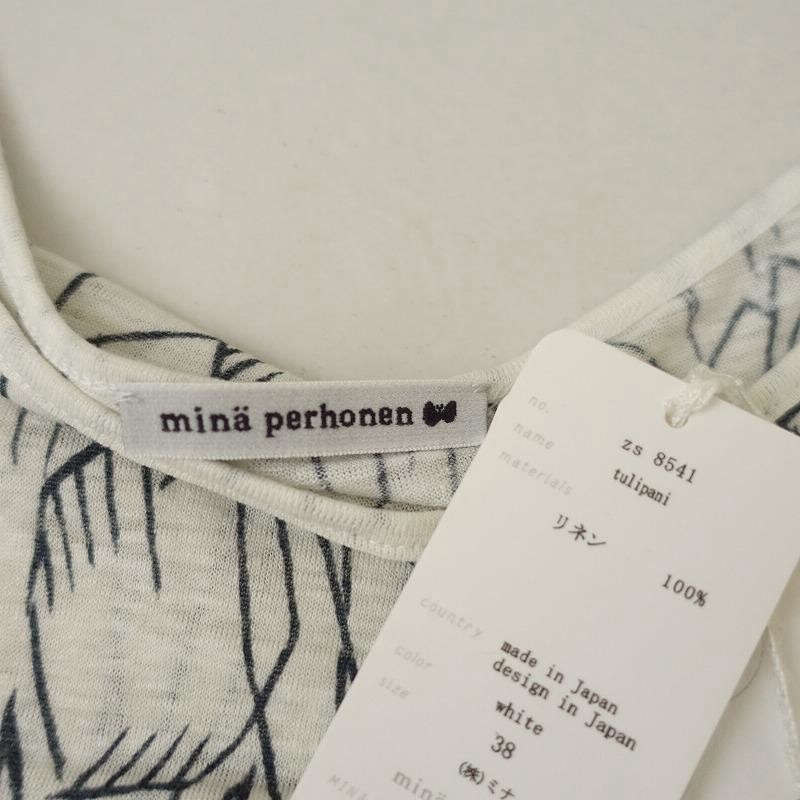 minä perhonen
no. zs 8541
name tulipani
materials
リネン 100%
country made in Japan
design in Japan
color white
size 38
(株)ミナ
minä
MINA